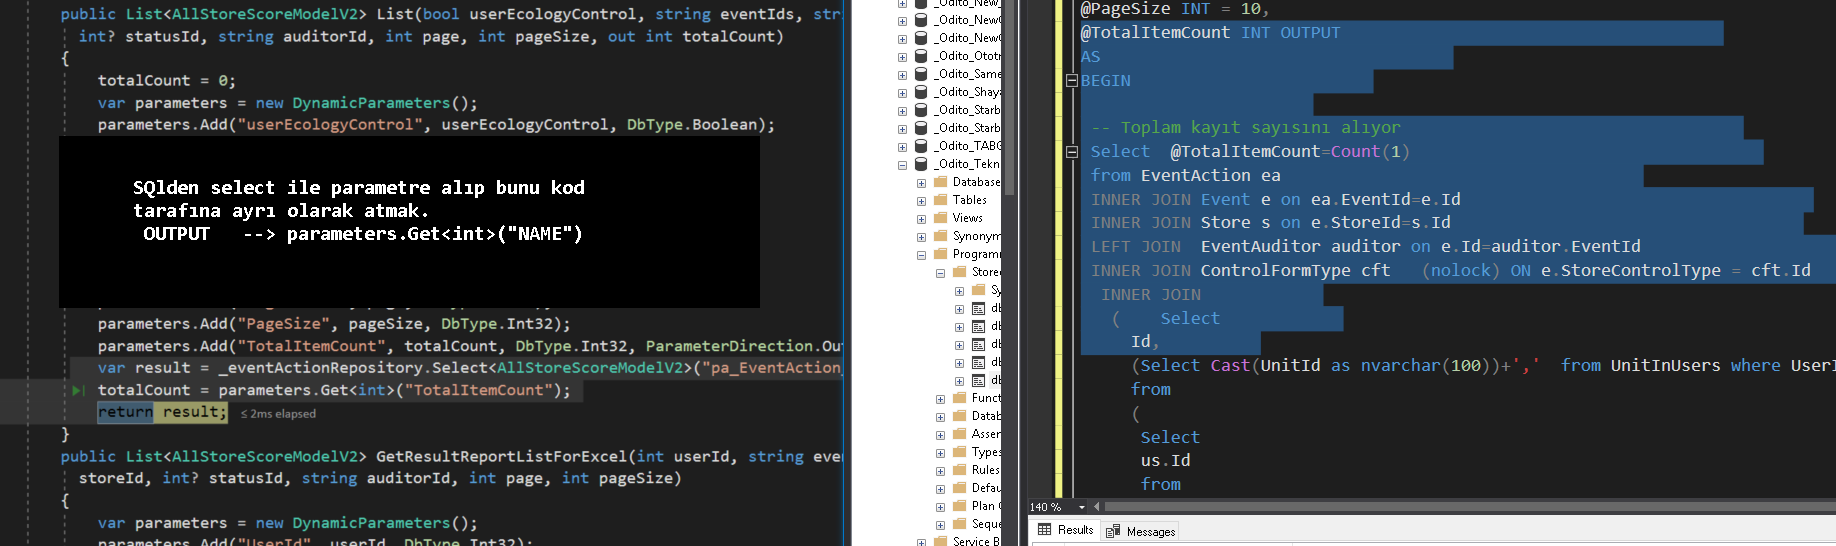 public List<AllStoreScoreModelV2> List(bool userEcologyControl, string eventIds,
int? statusId, string auditorId, int page, int pageSize, out int totalCount)
{
totalCount = 0;
var parameters = new DynamicParameters();
parameters.Add("userEcologyControl", userEcologyControl, DbType.Boolean);
SQlden select ile parametre alıp bunu kod
tarafına ayrı olarak atmak.
OUTPUT --> parameters.Get<int>("NAME")
parameters.Add("PageSize", pageSize, DbType.Int32);
parameters.Add("TotalItemCount", totalCount, DbType.Int32, ParameterDirection.Ou
var result = _eventActionRepository.Select<AllStoreScoreModelV2>("pa_EventAction_
totalCount = parameters.Get<int>("TotalItemCount");
return result; ≤ 2ms elapsed
}
public List<AllStoreScoreModelV2> GetResultReportListForExcel(int userId, string eve
storeId, int? statusId, string auditorId, int page, int pageSize)
{
var parameters = new DynamicParameters();
parameters.Add("UserId", userId, DbType.Int32);
_Odito_New_
_Odito_New
_Odito_New
_Odito_Ototr
_Odito_Same
_Odito_Shaya
_Odito_Starb
_Odito_Starb
_Odito_TABG
_Odito_Tekn
Database
Tables
Views
Synonym
Program
Store
Sy
db
db
db
db
db
Funct
Datab
Asser
Types
Rules
Defau
Plan
Seque
Service B
@PageSize INT = 10,
@TotalItemCount INT OUTPUT
AS
BEGIN
-- Toplam kayıt sayısını alıyor
Select @TotalItemCount=Count(1)
from EventAction ea
INNER JOIN Event e on ea.EventId=e.Id
INNER JOIN Store s on e.StoreId=s.Id
LEFT JOIN EventAuditor auditor on e.Id=auditor.EventId
INNER JOIN ControlFormType cft (nolock) ON e.StoreControlType = cft.Id
INNER JOIN
( Select
Id,
(Select Cast(UnitId as nvarchar(100))+',' from UnitInUsers where UserI
from
(
Select
us.Id
from
140 %
Results Messages